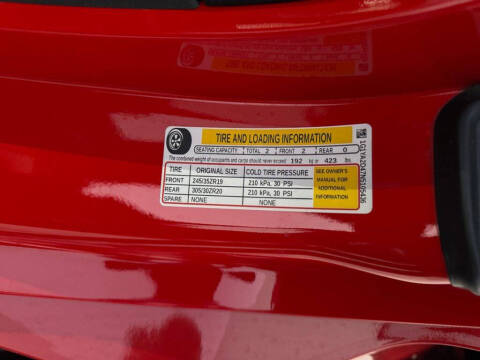 TIRE AND LOADING INFORMATION
SEATING CAPACITY TOTAL 2 FRONT 2 REAR 0
The combined weight of occupants and cargo should never exceed 192 kg or 423 lbs.
TIRE ORIGINAL SIZE COLD TIRE PRESSURE
FRONT 245/35ZR19 210 kPa, 30 PSI
REAR 305/30ZR20 210 kPa, 30 PSI
SPARE NONE NONE
SEE OWNER'S
MANUAL FOR
ADDITIONAL
INFORMATION